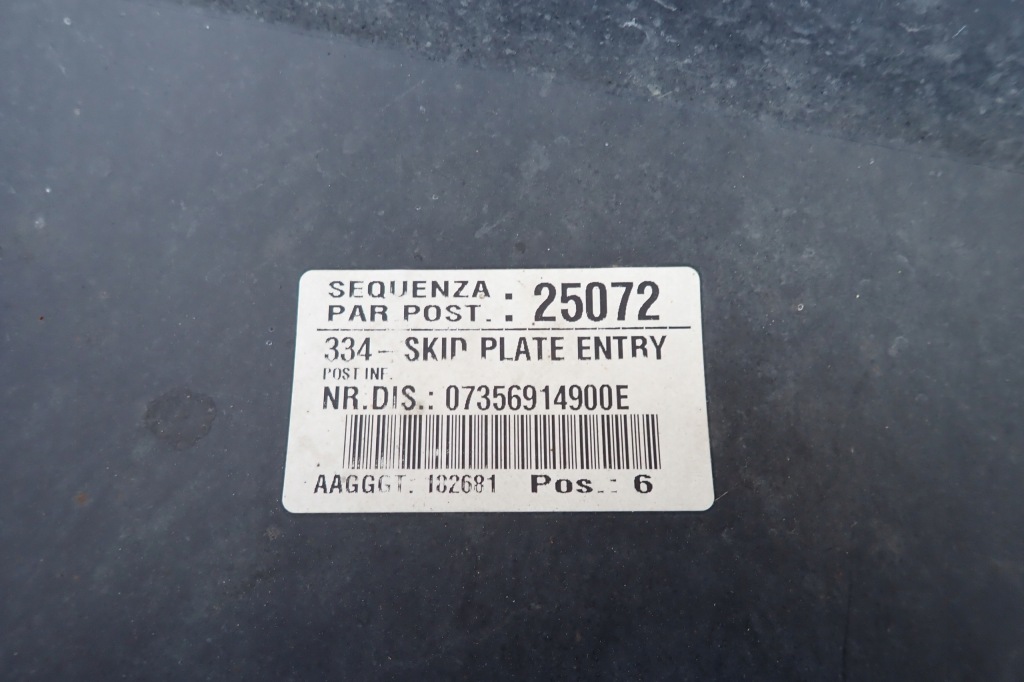 SEQUENZA
PAR POST. : 25072
334- SKID PLATE ENTRY
POST INF.
NR.DIS.: 07356914900E
AAGGGT: 182681 Pos.: 6